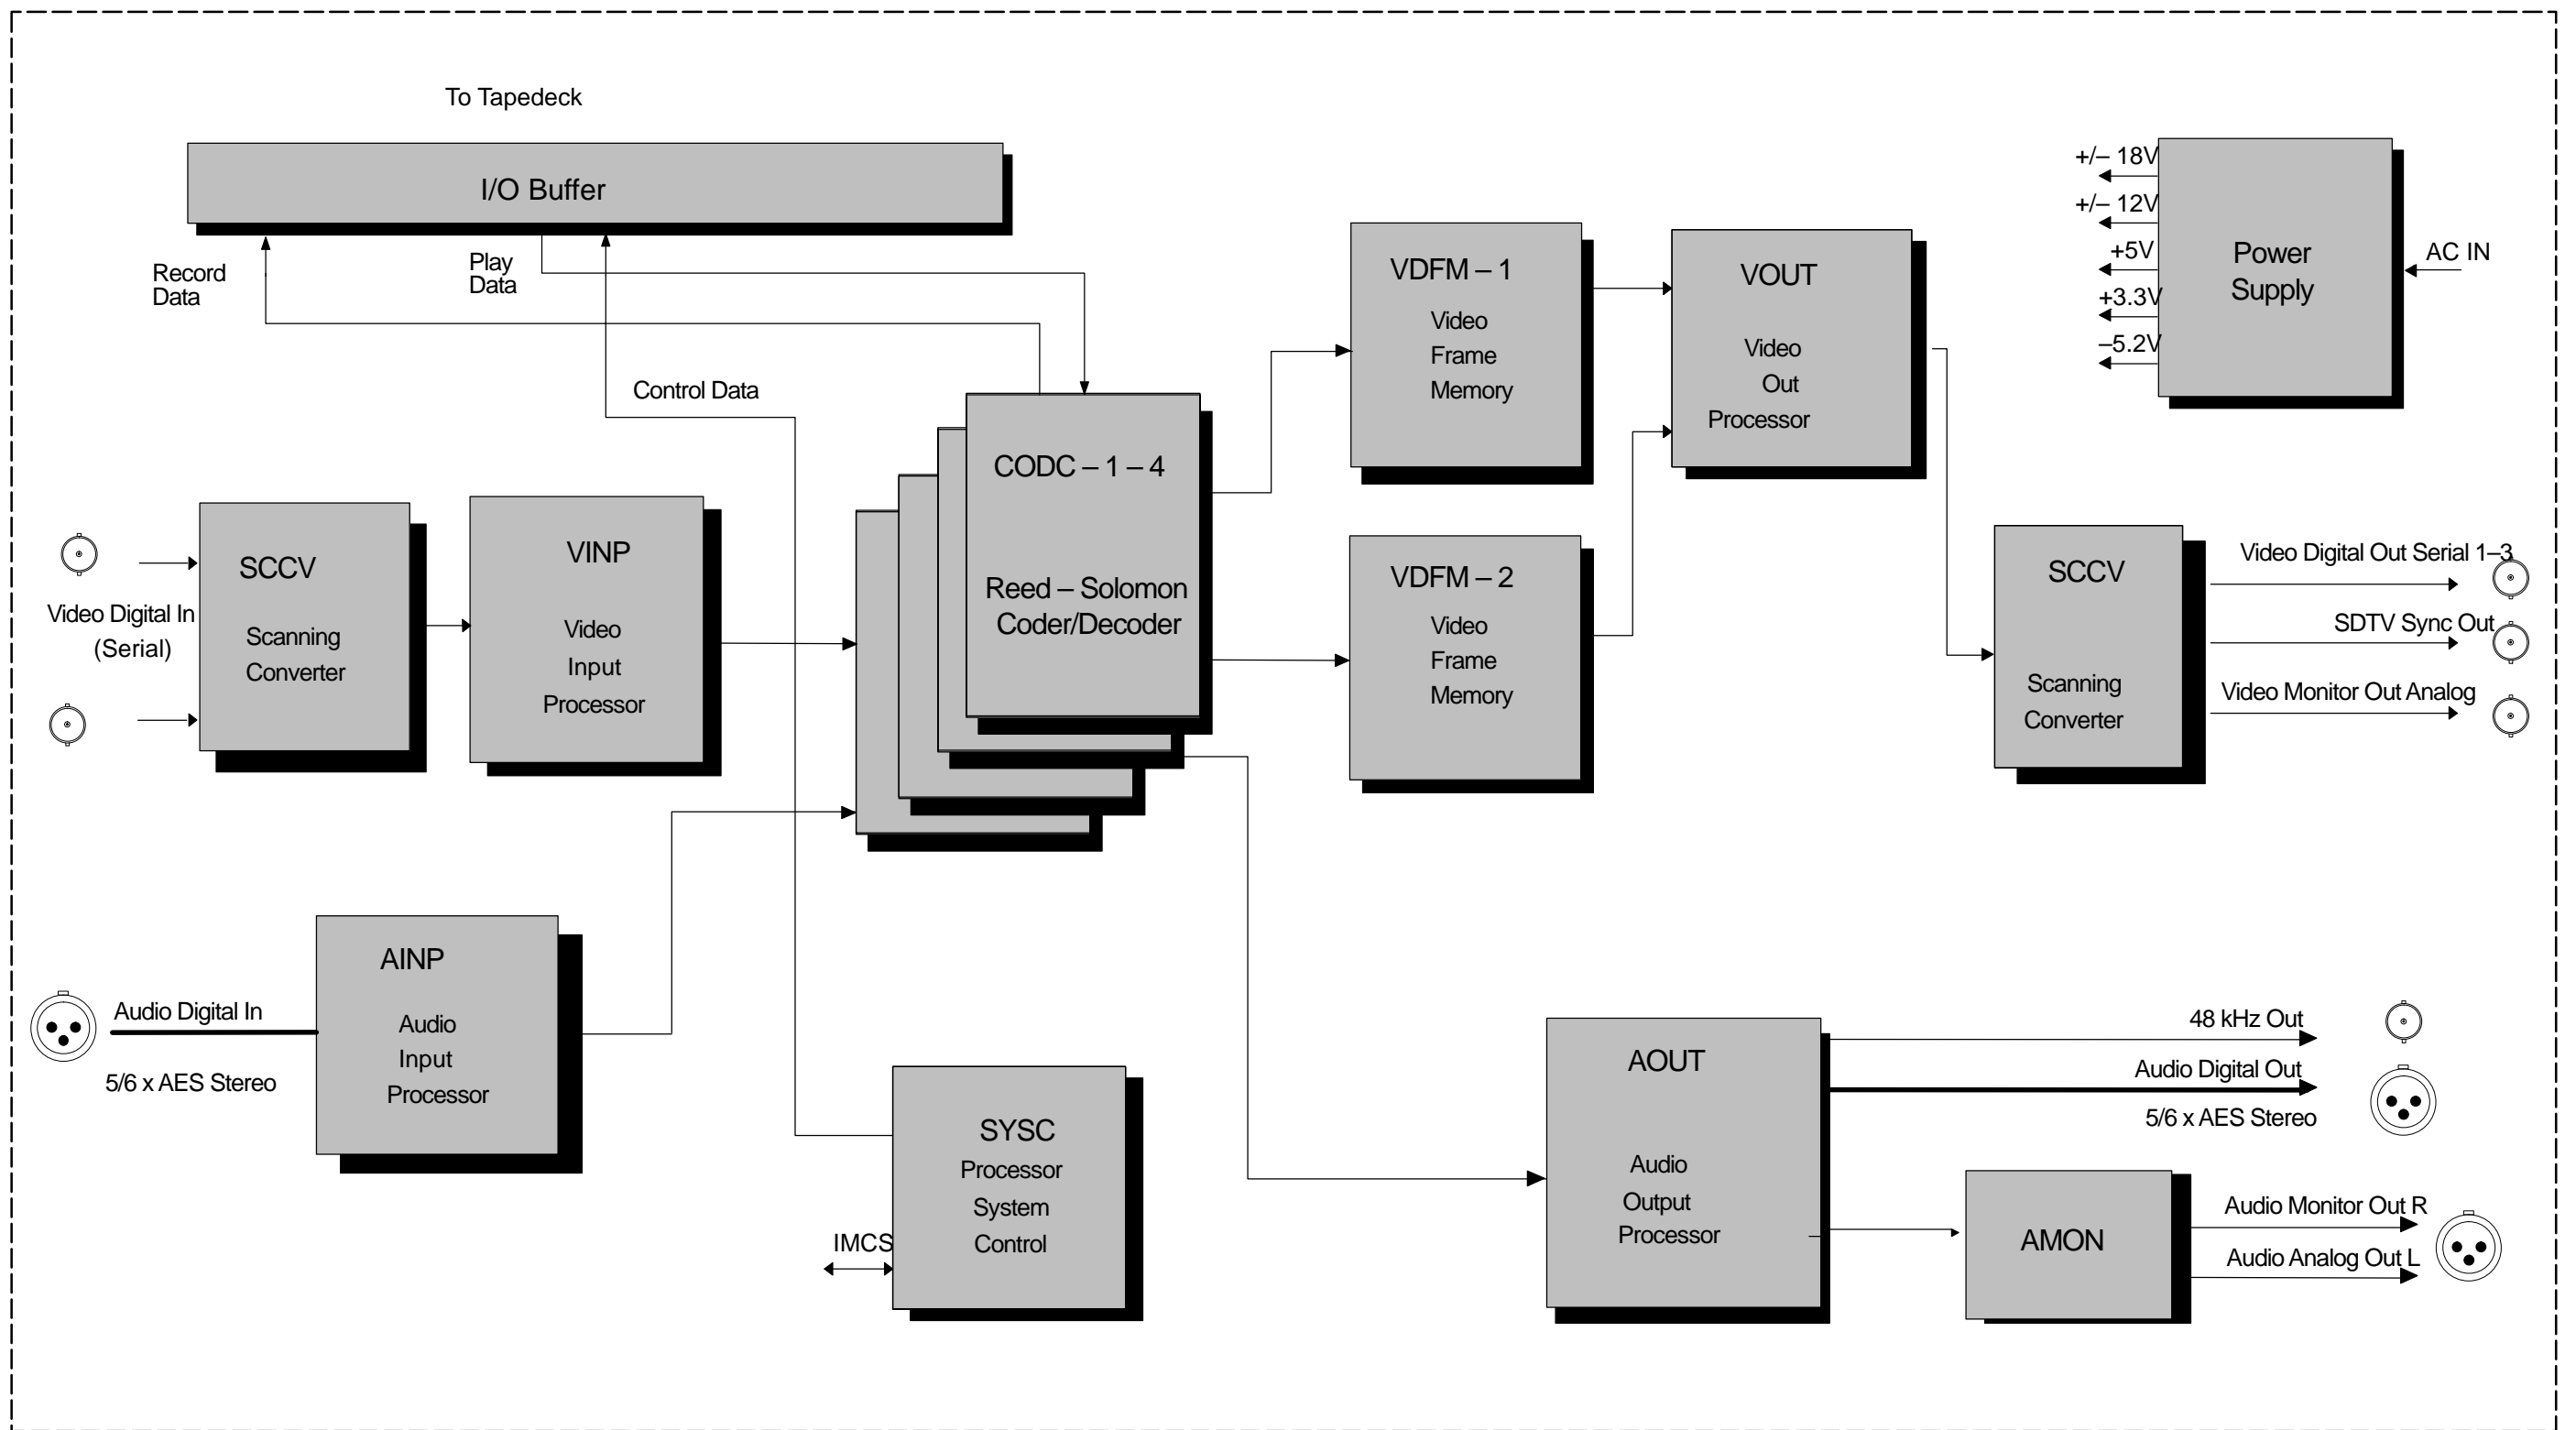 To Tapedeck
I/O Buffer
Record
Data
Play
Data
Control Data
CODC – 1 – 4
Reed – Solomon
Coder/Decoder
VDFM – 1
Video
Frame
Memory
VDFM – 2
Video
Frame
Memory
VOUT
Video
Out
Processor
+/– 18V
+/– 12V
+5V
+3.3V
–5.2V
Power
Supply
AC IN
Video Digital In
(Serial)
SCCV
Scanning
Converter
VINP
Video
Input
Processor
SCCV
Scanning
Converter
Video Digital Out Serial 1–3
SDTV Sync Out
Video Monitor Out Analog
Audio Digital In
5/6 x AES Stereo
AINP
Audio
Input
Processor
SYSC
Processor
System
Control
IMCS
AOUT
Audio
Output
Processor
48 kHz Out
Audio Digital Out
5/6 x AES Stereo
AMON
Audio Monitor Out R
Audio Analog Out L